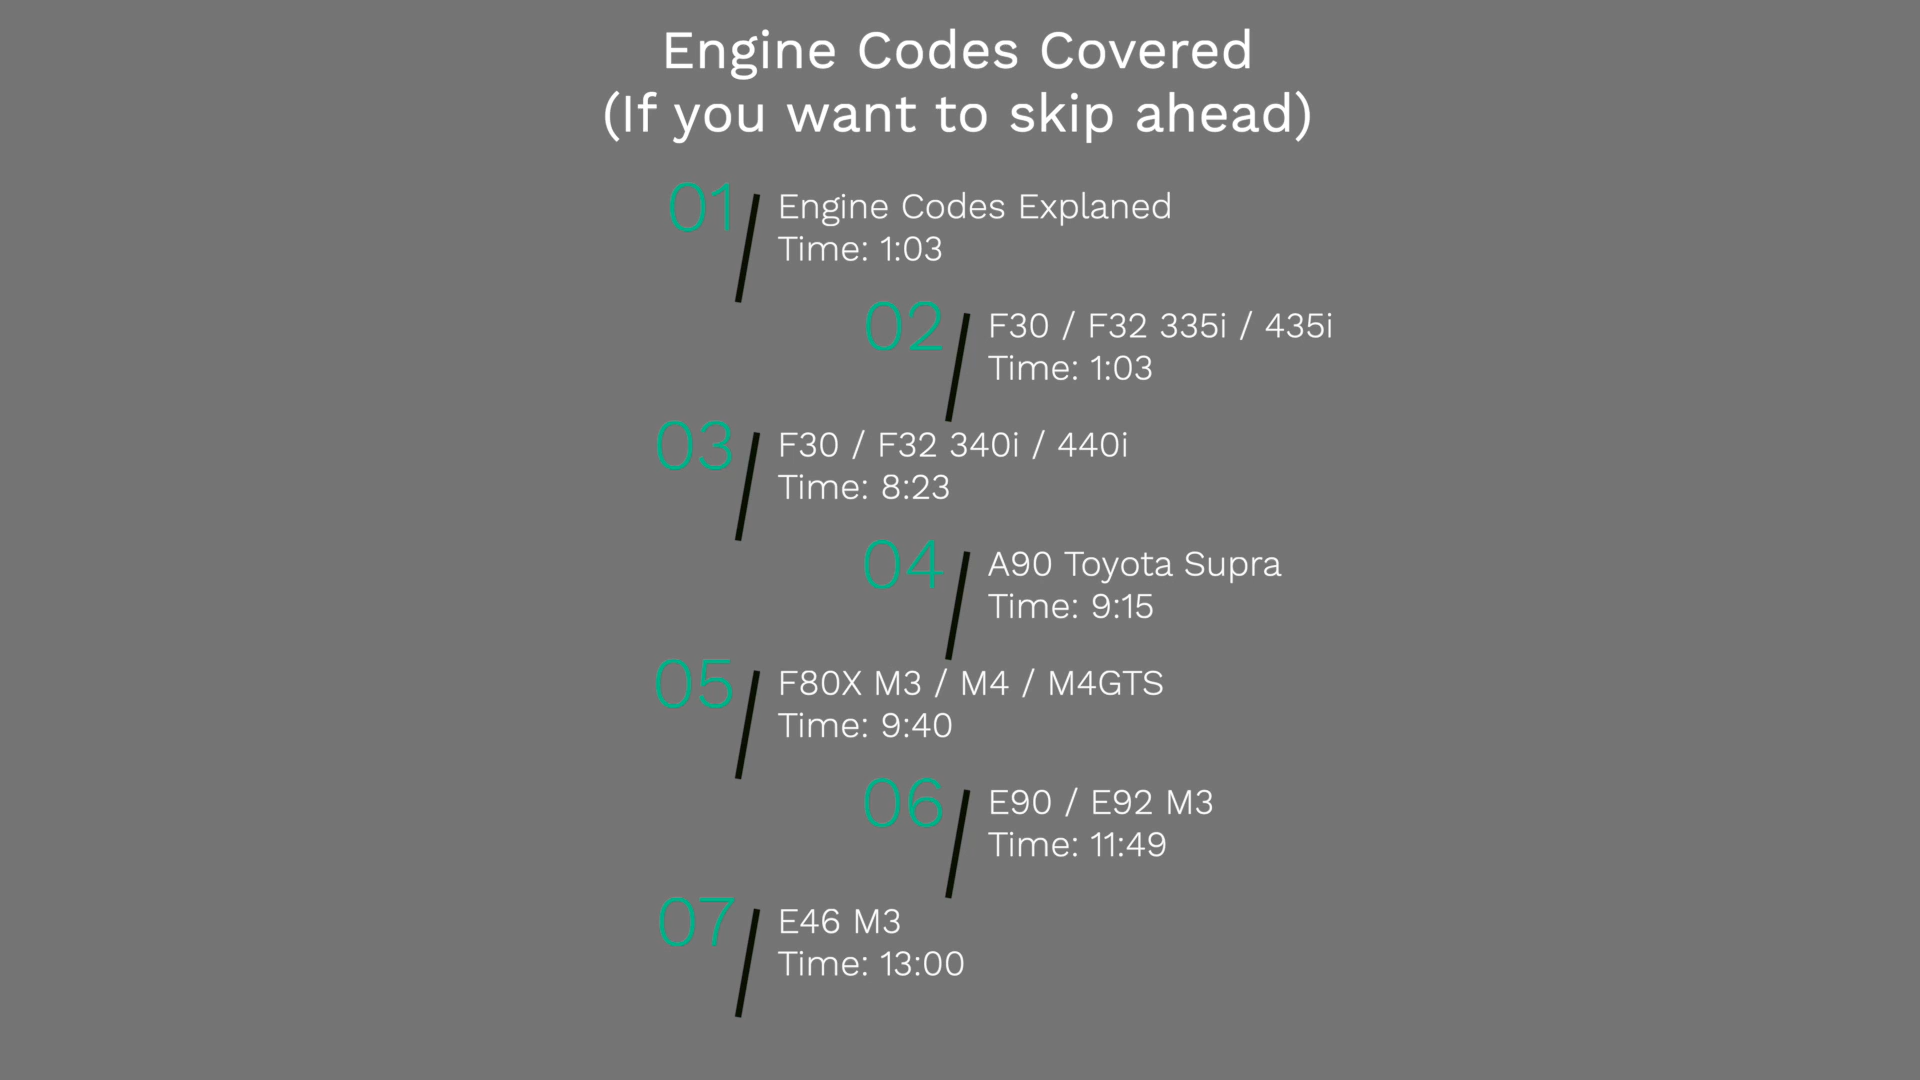 Engine Codes Covered
(If you want to skip ahead)
01
Engine Codes Explaned
Time: 1:03
02
F30 / F32 335i / 435i
Time: 1:03
03
F30 / F32 340i / 440i
Time: 8:23
04
A90 Toyota Supra
Time: 9:15
05
F80X M3 / M4 / M4GTS
Time: 9:40
06
E90 / E92 M3
Time: 11:49
07
E46 M3
Time: 13:00